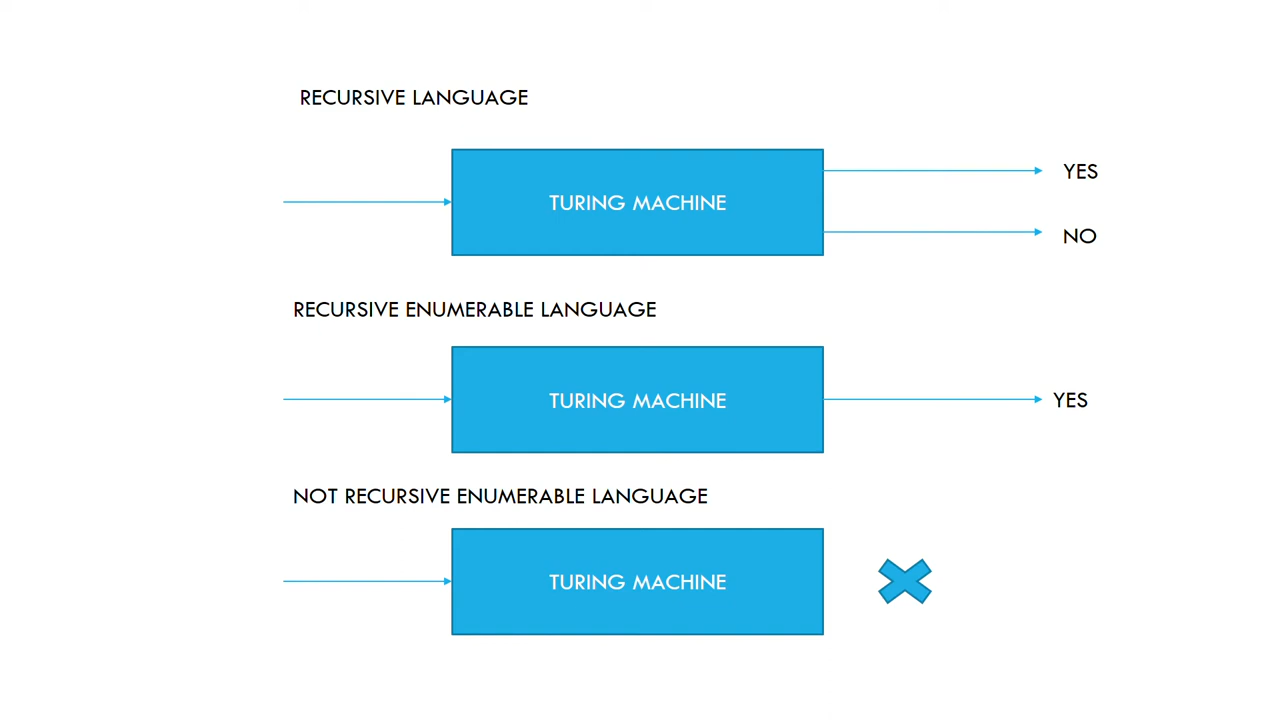 RECURSIVE LANGUAGE
TURING MACHINE
YES
NO
RECURSIVE ENUMERABLE LANGUAGE
TURING MACHINE
YES
NOT RECURSIVE ENUMERABLE LANGUAGE
TURING MACHINE